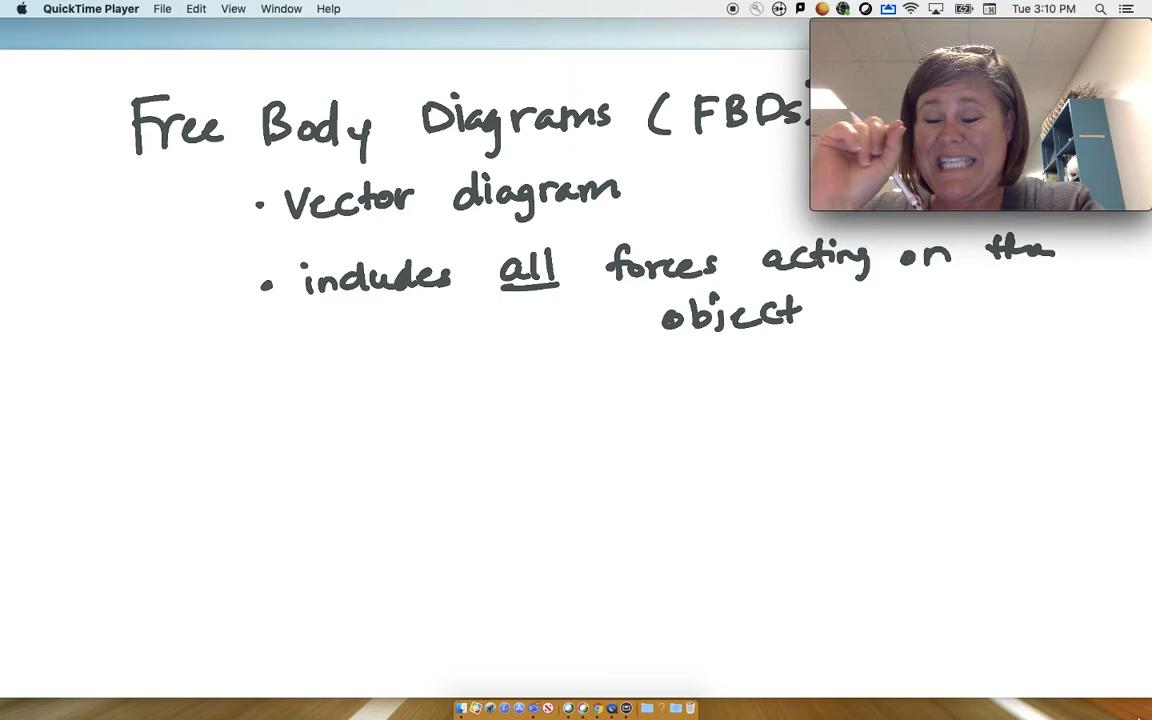 QuickTime Player File Edit View Window Help Tue 3:10 PM
Free Body Diagrams (FBDs)
• Vector diagram
• includes all forces acting on the
object